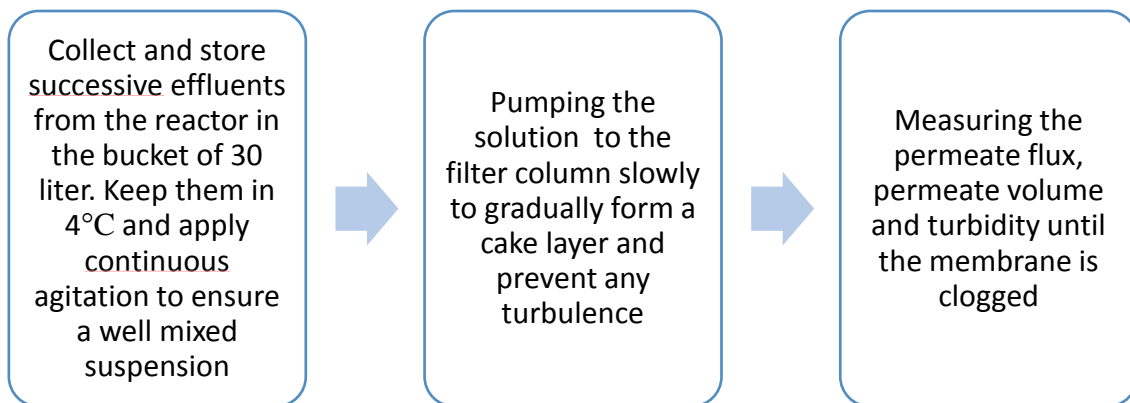 Collect and store
successive effluents
from the reactor in
the bucket of 30
liter. Keep them in
4℃ and apply
continuous
agitation to ensure
a well mixed
suspension
Pumping the
solution to the
filter column slowly
to gradually form a
cake layer and
prevent any
turbulence
Measuring the
permeate flux,
permeate volume
and turbidity until
the membrane is
clogged